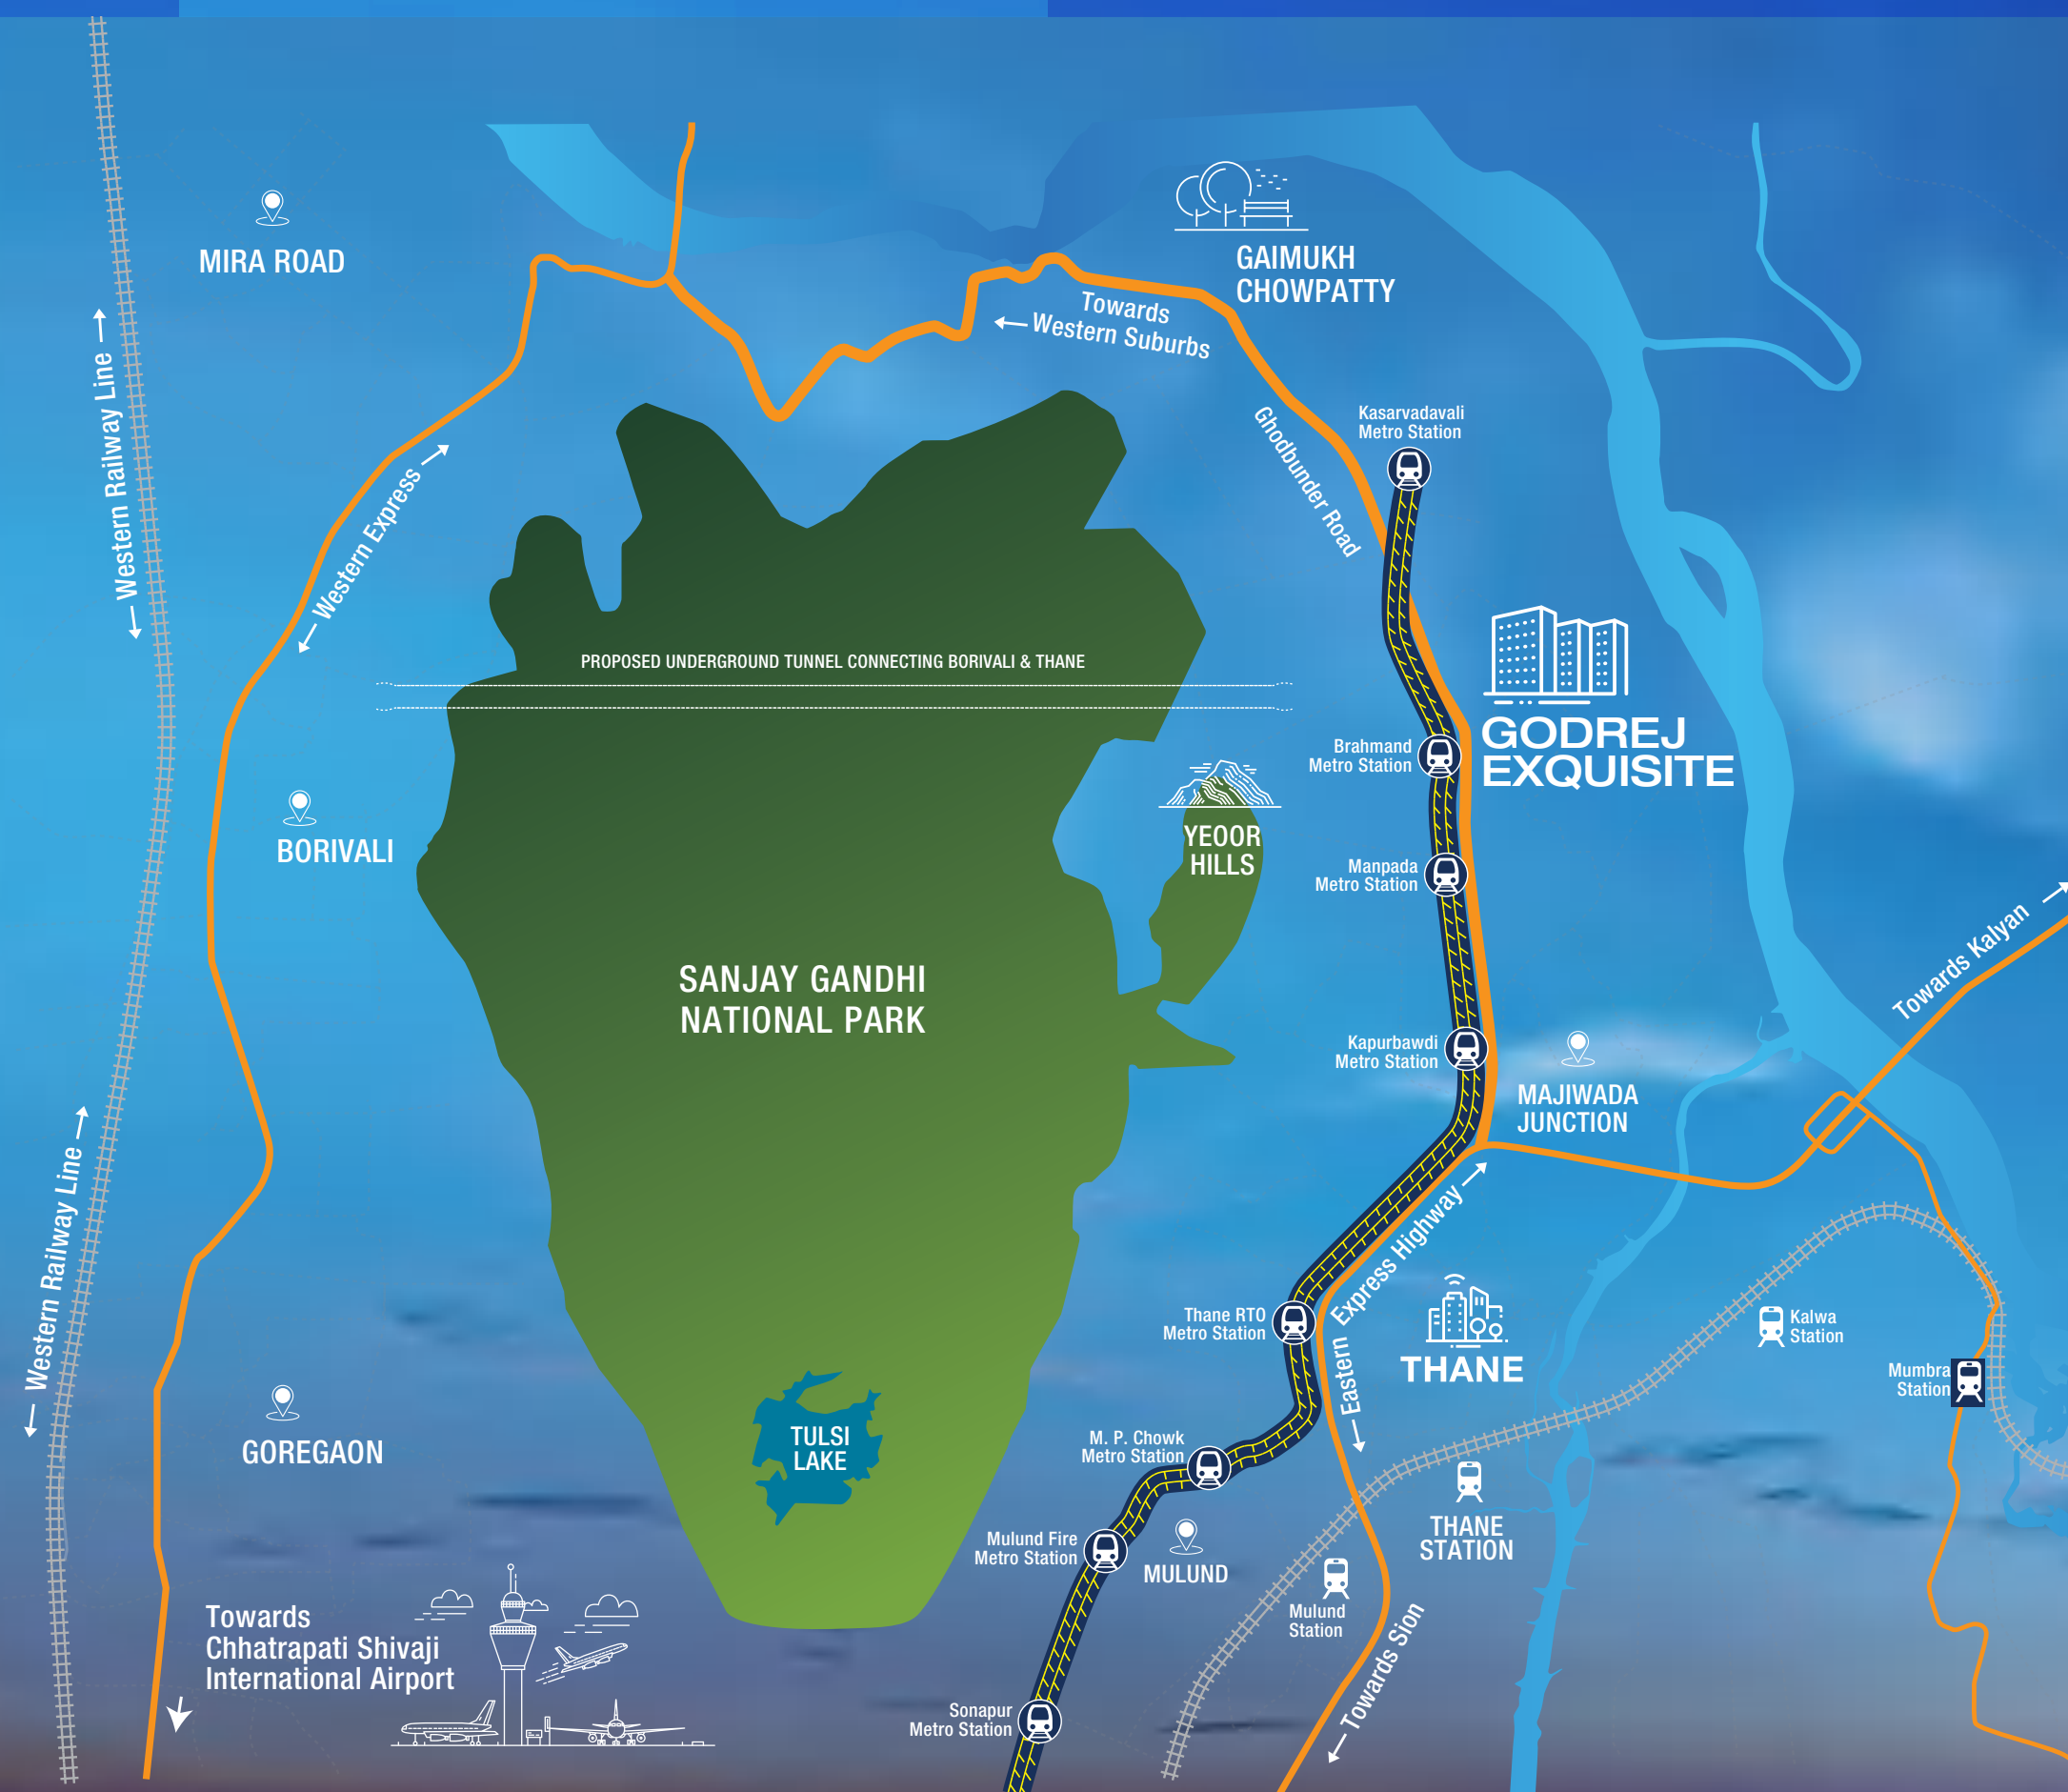 MIRA ROAD
GAIMUKH
CHOWPATTY
Towards
Western Suburbs
Western Railway Line
Western Express
Ghodbunder Road
Kasarvadavali
Metro Station
PROPOSED UNDERGROUND TUNNEL CONNECTING BORIVALI & THANE
GODREJ
EXQUISITE
Brahmand
Metro Station
BORIVALI
YEOOR
HILLS
Manpada
Metro Station
Towards Kalyan
SANJAY GANDHI
NATIONAL PARK
Kapurbawdi
Metro Station
MAJIWADA
JUNCTION
Western Railway Line
Eastern Express Highway
Thane RTO
Metro Station
THANE
Kalwa
Station
Mumbra
Station
GOREGAON
TULSI
LAKE
M. P. Chowk
Metro Station
THANE
STATION
Mulund Fire
Metro Station
MULUND
Mulund
Station
Towards
Chhatrapati Shivaji
International Airport
Towards Sion
Sonapur
Metro Station